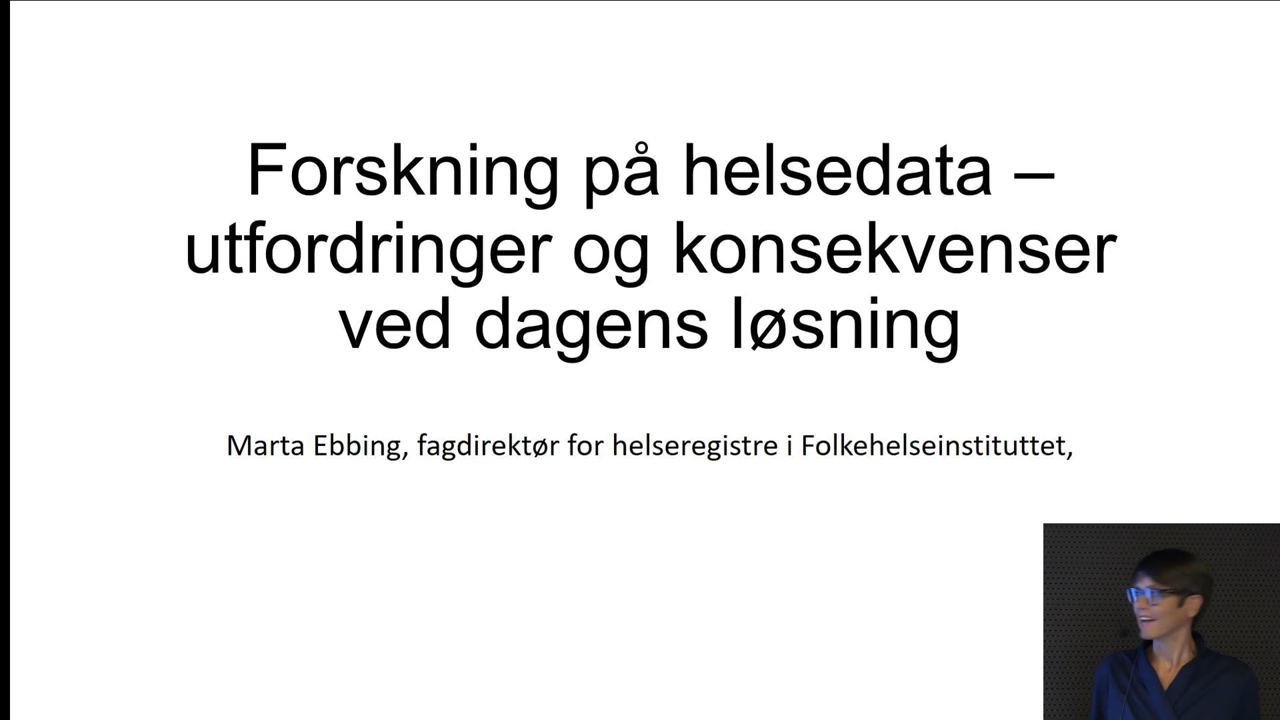 Forskning på helsedata –
utfordringer og konsekvenser
ved dagens løsning
Marta Ebbing, fagdirektør for helseregistre i Folkehelseinstituttet,